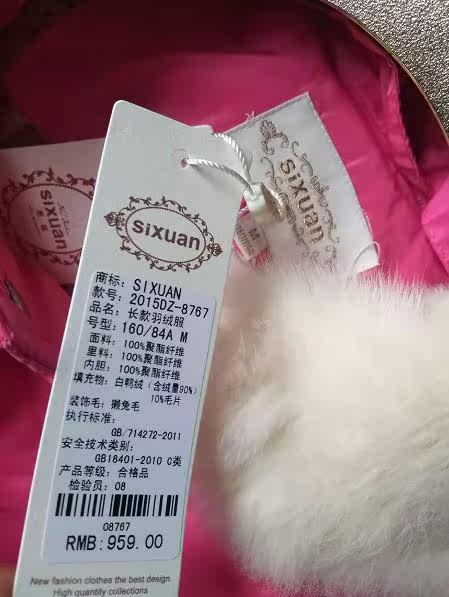 sixuan
sixuan
M
sixuan
商标: SIXUAN
款号: 2015DZ-8767
品名: 长款羽绒服
号型: 160/84A M
面料: 100%聚酯纤维
里料: 100%聚酯纤维
内胆: 100%聚酯纤维
填充物: 白鸭绒(含绒量90%)
10%毛片
装饰毛: 獭兔毛
执行标准:
GB/T14272-2011
安全技术类别:
GB18401-2010 C类
产品等级: 合格品
检验员: 08
08767
RMB: 959.00
New fashion clothes the best design
High quantity collections